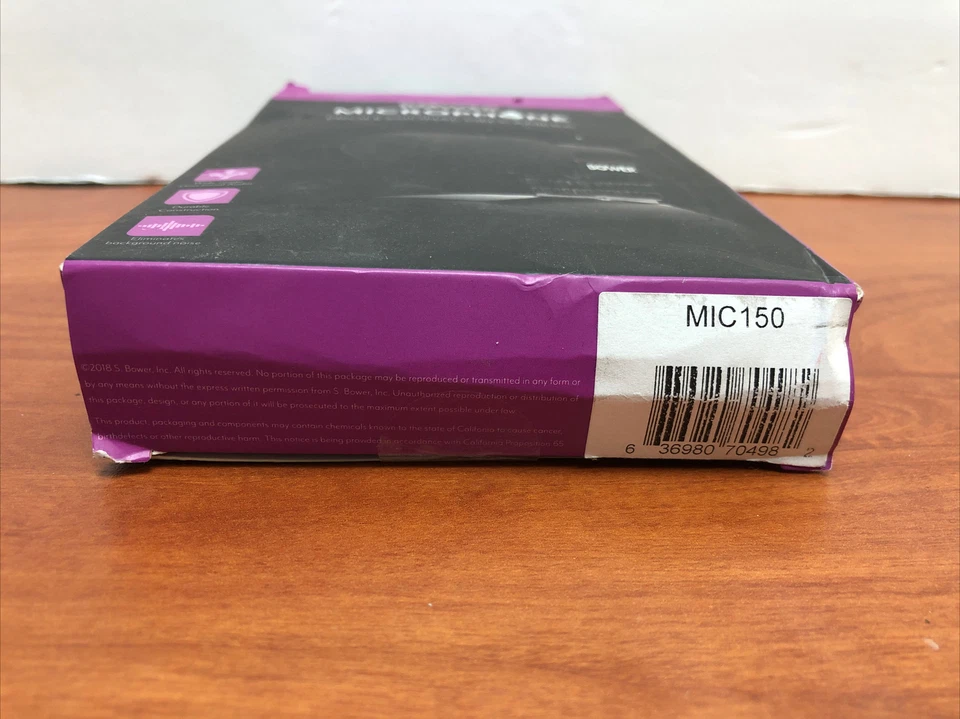 MICROPHONE
BOWER
Durable
Construction
Eliminates
background noise
MIC150
©2018 S. Bower, Inc. All rights reserved. No portion of this package may be reproduced or transmitted in any form or
by any means without the express written permission from S. Bower, Inc. Unauthorized reproduction or distribution of
this package, design, or any portion of it will be prosecuted to the maximum extent possible under law.
This product, packaging and components may contain chemicals known to the state of California to cause cancer,
birth defects or other reproductive harm. This notice is being provided in accordance with California Proposition 65.
6 36980 70498 2